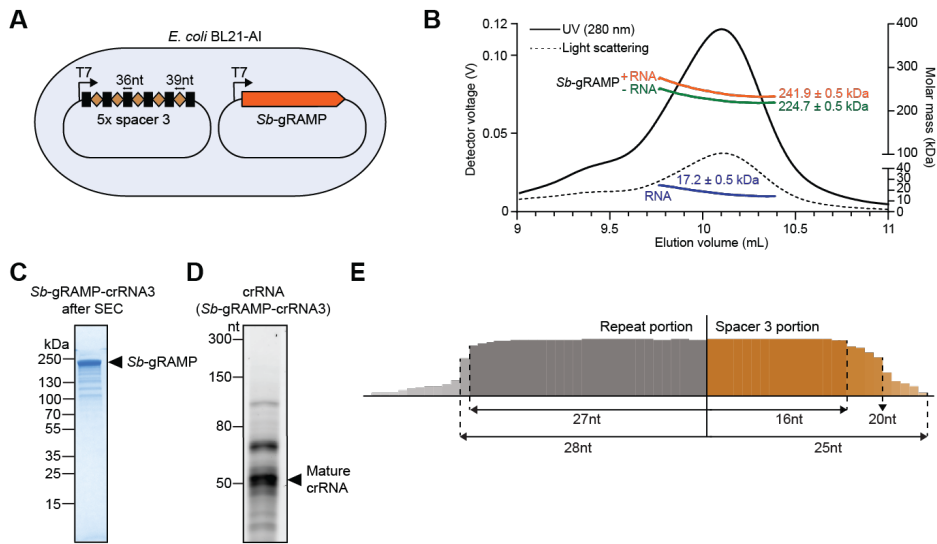 A
E. coli BL21-AI
T7
36nt
39nt
5x spacer 3
T7
Sb-gRAMP
B
UV (280 nm)
Light scattering
Sb-gRAMP
+RNA
- RNA
241.9 ± 0.5 kDa
224.7 ± 0.5 kDa
17.2 ± 0.5 kDa
RNA
Detector voltage (V)
0.12
0.05
0
9
9.5
10
10.5
11
Elution volume (mL)
400
300
200
100
40
30
20
10
0
Molar mass (kDa)
C
Sb-gRAMP-crRNA3
after SEC
kDa
250
130
100
70
55
35
25
15
Sb-gRAMP
D
crRNA
(Sb-gRAMP-crRNA3)
nt
300
150
80
50
Mature
crRNA
E
Repeat portion
Spacer 3 portion
27nt
16nt
20nt
28nt
25nt